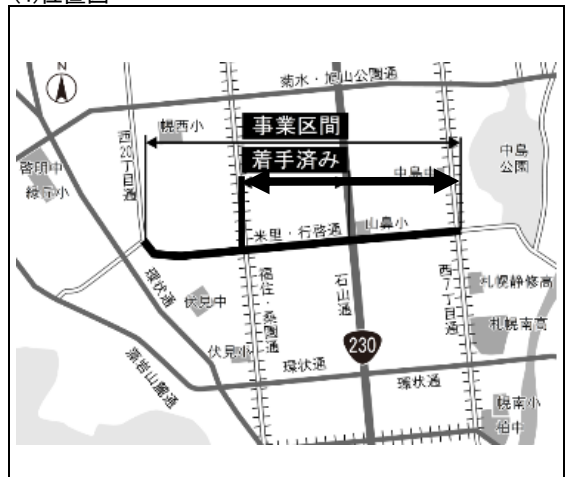 N
菊水・旭山公園通
西20丁目通
幌西小
事業区間
着手済み
中島中
中島
公園
啓明中
緑丘小
米里・行啓通
山鼻小
環状通
伏見中
福住・桑園通
石山通
西7丁目通
札幌静修高
札幌南高
伏見小
230
環状通
環状通
藻岩山麓通
幌南小
柏中